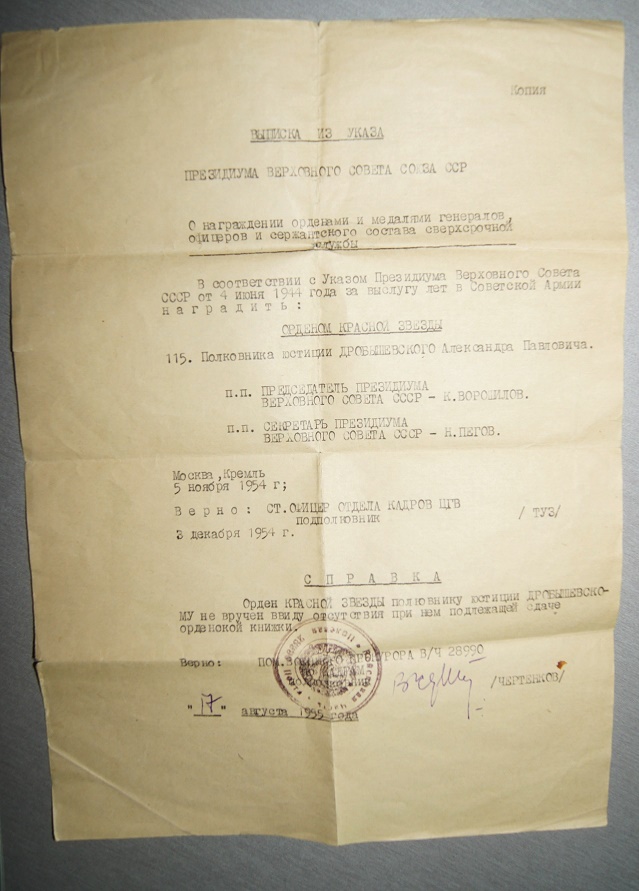 Копия
ВЫПИСКА ИЗ УКАЗА
ПРЕЗИДИУМА ВЕРХОВНОГО СОВЕТА СОЮЗА ССР
О награждении орденами и медалями генералов,
офицеров и сержантского состава сверхсрочной
службы
В соответствии с Указом Президиума Верховного Совета
СССР от 4 июня 1944 года за выслугу лет в Советской Армии
н а г р а д и т ь :
ОРДЕНОМ КРАСНОЙ ЗВЕЗДЫ
115. Полковника юстиции ДРОБЫШЕВСКОГО Александра Павловича.
п.п. ПРЕДСЕДАТЕЛЬ ПРЕЗИДИУМА
ВЕРХОВНОГО СОВЕТА СССР – К.ВОРОШИЛОВ.
п.п. СЕКРЕТАРЬ ПРЕЗИДИУМА
ВЕРХОВНОГО СОВЕТА СССР – Н.ПЕГОВ.
Москва, Кремль
5 ноября 1954 г;
В е р н о : СТ.ОФИЦЕР ОТДЕЛА КАДРОВ ЦГВ
подполковник / ТУЗ/
3 декабря 1954 г.
С П Р А В К А
Орден КРАСНОЙ ЗВЕЗДЫ полковнику юстиции ДРОБЫШЕВСКО-
МУ не вручен ввиду отсутствия при нем подлежащей сдаче
орденской книжки.
Верно: ПОМ.ВОЕННОГО ПРОКУРОРА В/Ч 28990
/ЧЕРТЕНКОВ/
"17" августа 1955 года